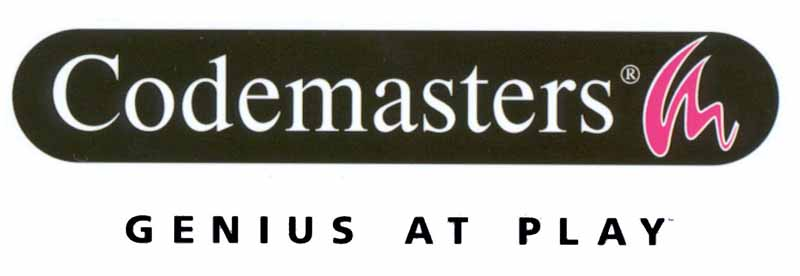 Codemasters®
GENIUS AT PLAY™